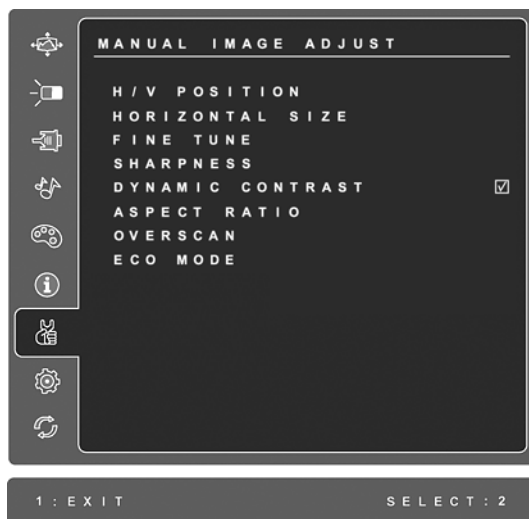 MANUAL IMAGE ADJUST
H/V POSITION
HORIZONTAL SIZE
FINE TUNE
SHARPNESS
DYNAMIC CONTRAST
ASPECT RATIO
OVERSCAN
ECO MODE
1:EXIT SELECT:2